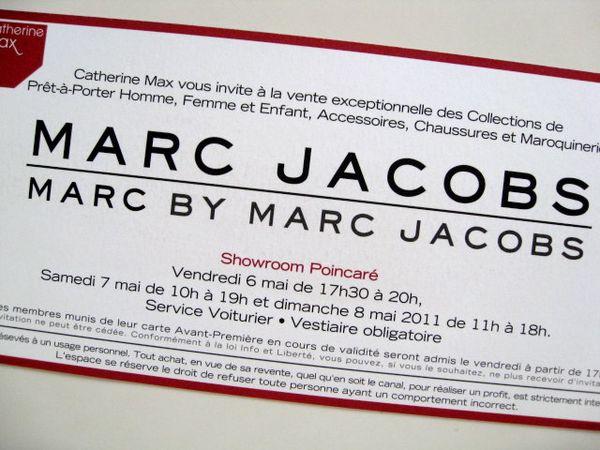 Catherine
Max
Catherine Max vous invite à la vente exceptionnelle des Collections de
Prêt-à-Porter Homme, Femme et Enfant, Accessoires, Chaussures et Maroquinerie
MARC JACOBS
MARC BY MARC JACOBS
Showroom Poincaré
Vendredi 6 mai de 17h30 à 20h,
Samedi 7 mai de 10h à 19h et dimanche 8 mai 2011 de 11h à 18h.
Service Voiturier • Vestiaire obligatoire
es membres munis de leur carte Avant-Première en cours de validité seront admis le vendredi à partir de 17
vitation ne peut être cédée. Conformément à la loi Info et Liberté, vous pouvez, si vous le souhaitez, ne plus recevoir d'invita
réservés à un usage personnel. Tout achat, en vue de sa revente, quel qu'en soit le canal, pour réaliser un profit, est strictement inter
L'espace se réserve le droit de refuser toute personne ayant un comportement incorrect.